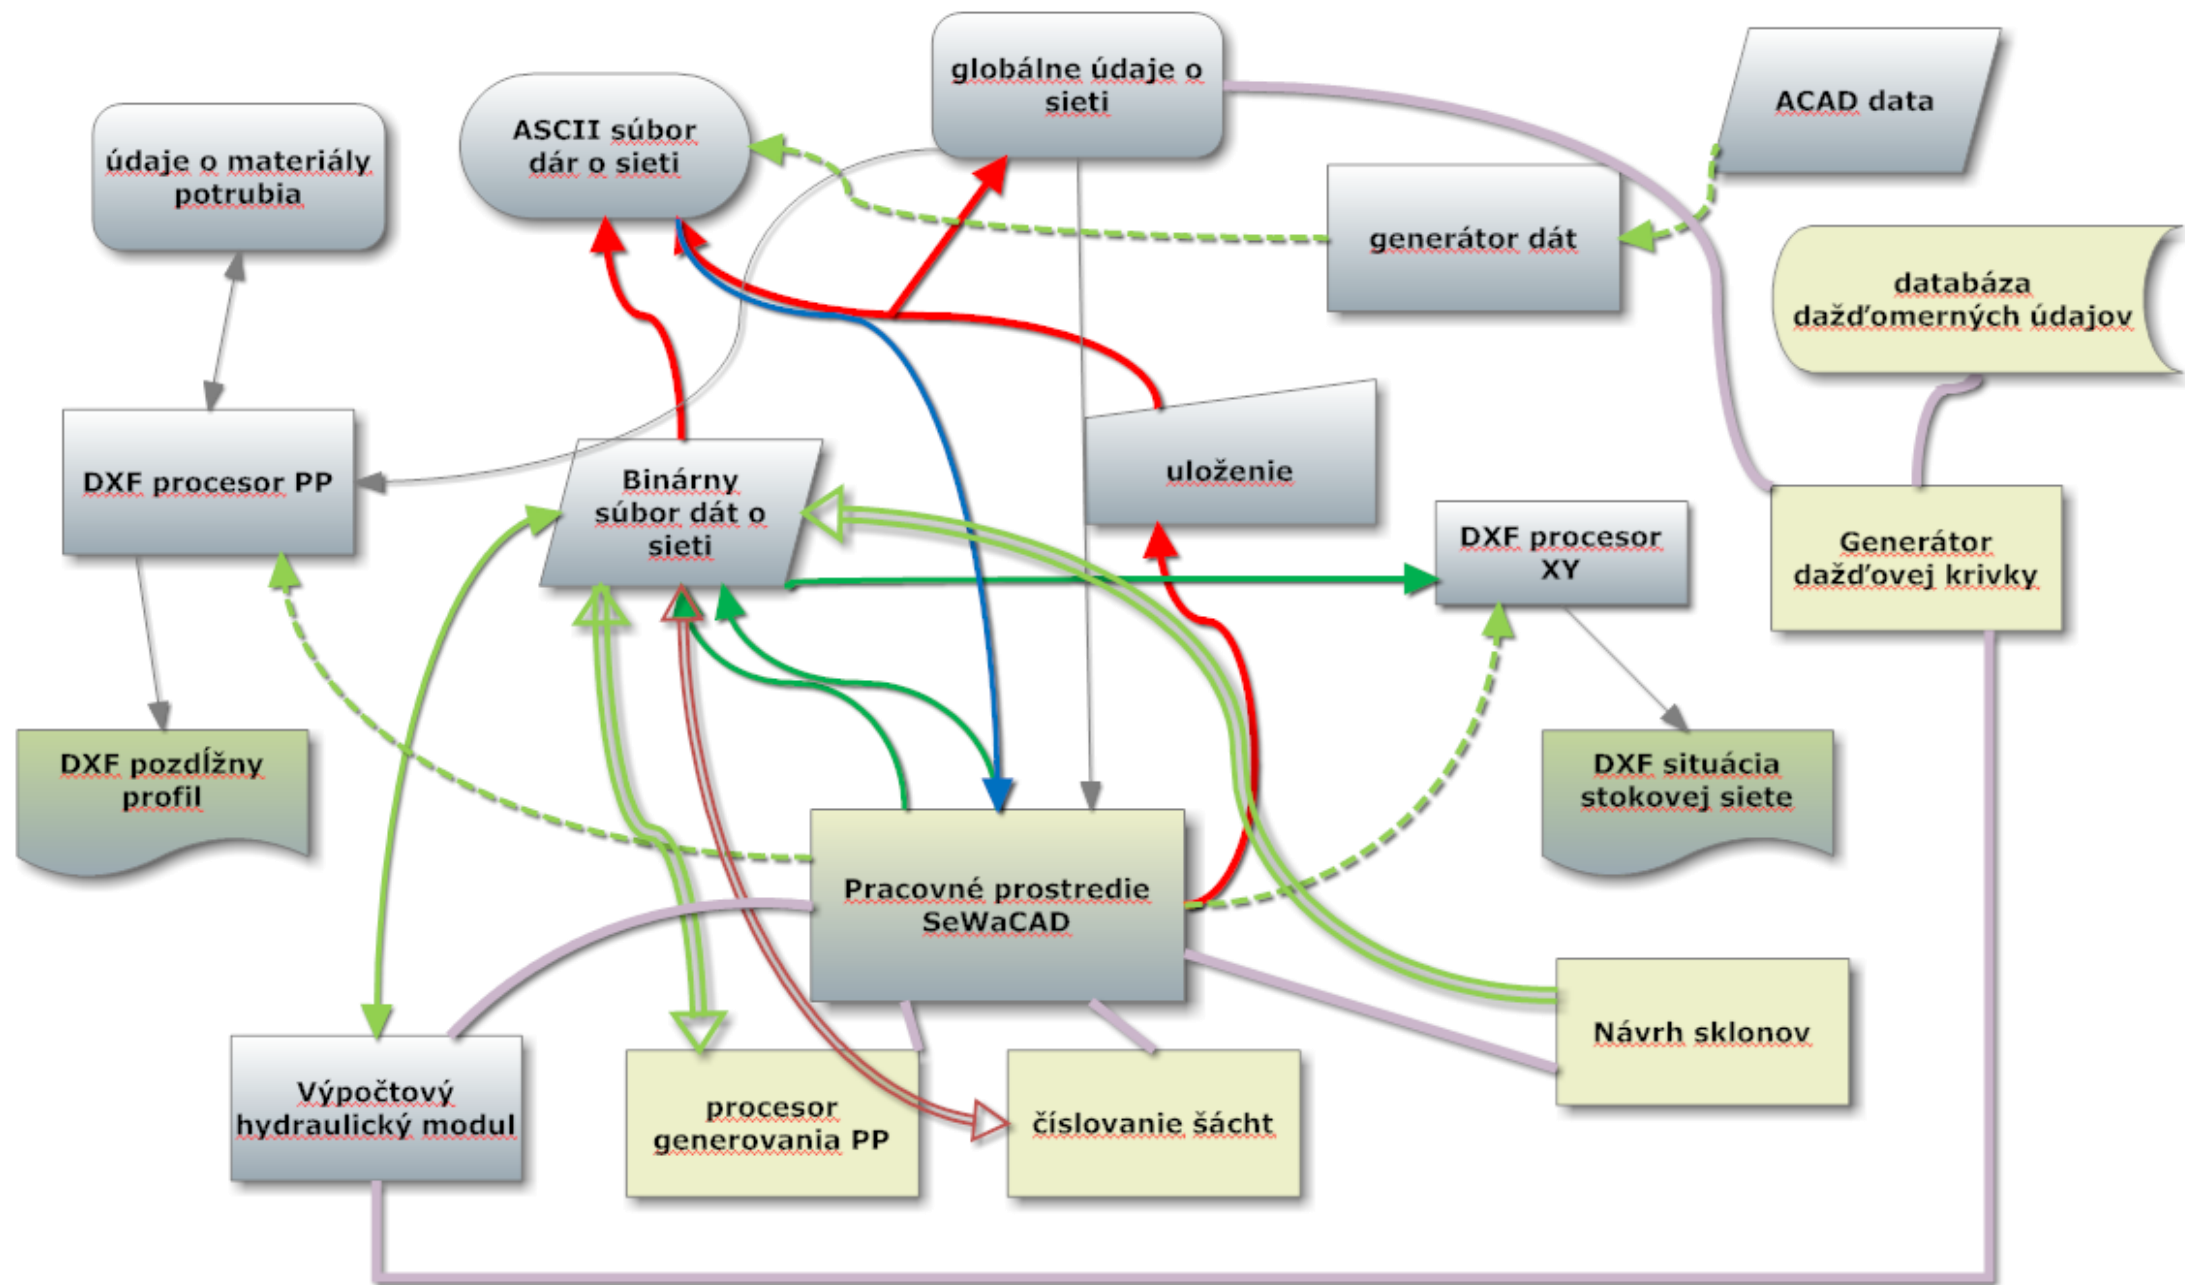 globálne údaje o
sieti
ACAD data
ASCII súbor
dár o sieti
údaje o materiály
potrubia
generátor dát
databáza
dažďomerných údajov
DXF procesor PP
Binárny
súbor dát o
sieti
uloženie
DXF procesor
XY
Generátor
dažďovej krivky
DXF pozdĺžny
profil
DXF situácia
stokovej siete
Pracovné prostredie
SeWaCAD
Návrh sklonov
Výpočtový
hydraulický modul
procesor
generovania PP
číslovanie šácht